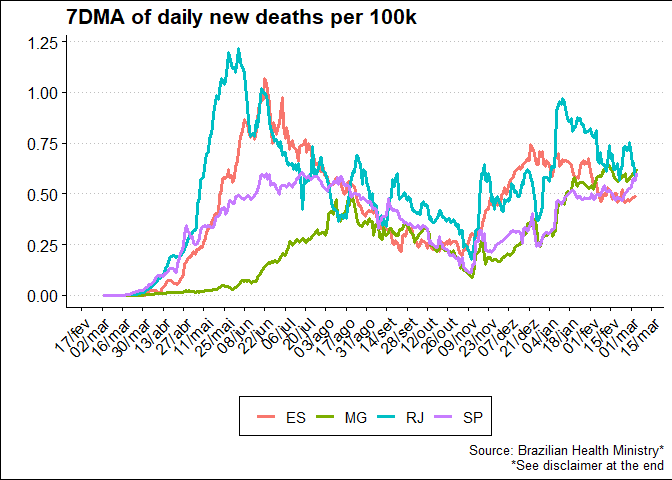 7DMA of daily new deaths per 100k
1.25
1.00
0.75
0.50
0.25
0.00
17/fev
02/mar
16/mar
30/mar
13/abr
27/abr
11/mai
25/mai
08/jun
22/jun
06/jul
20/jul
03/ago
17/ago
31/ago
14/set
28/set
12/out
26/out
09/nov
23/nov
07/dez
21/dez
04/jan
18/jan
01/fev
15/fev
01/mar
15/mar
ES MG RJ SP
Source: Brazilian Health Ministry*
*See disclaimer at the end